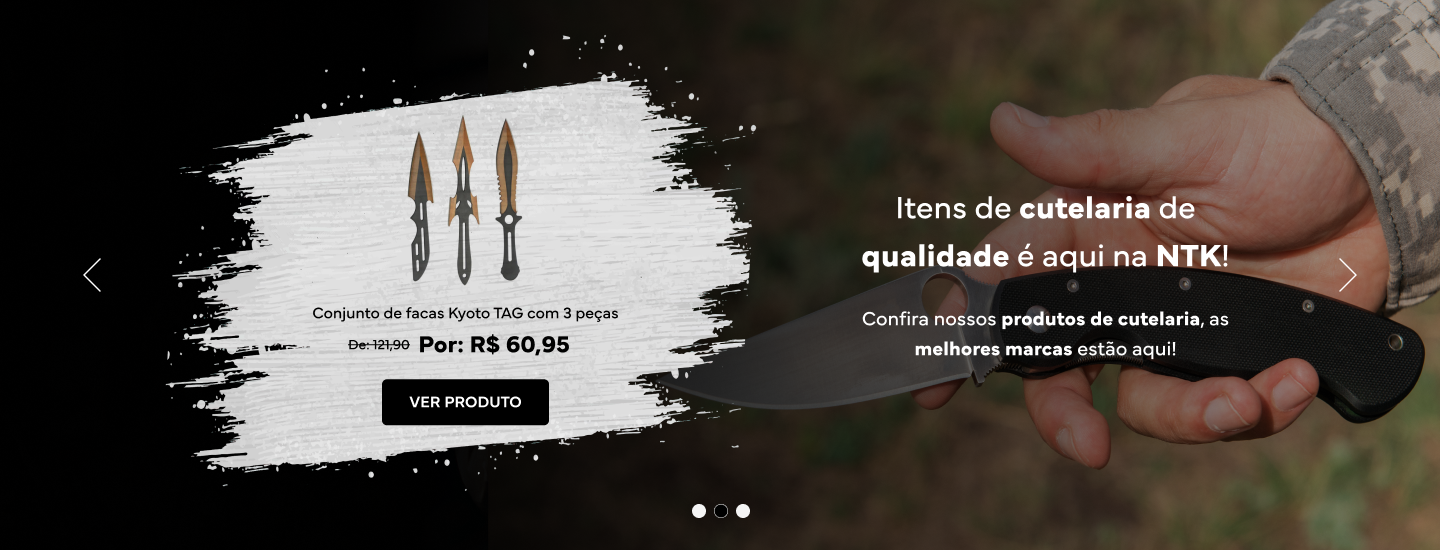 Conjunto de facas Kyoto TAG com 3 peças
De: 121,90 Por: R$ 60,95
VER PRODUTO
Itens de cutelaria de
qualidade é aqui na NTK!
Confira nossos produtos de cutelaria, as
melhores marcas estão aqui!